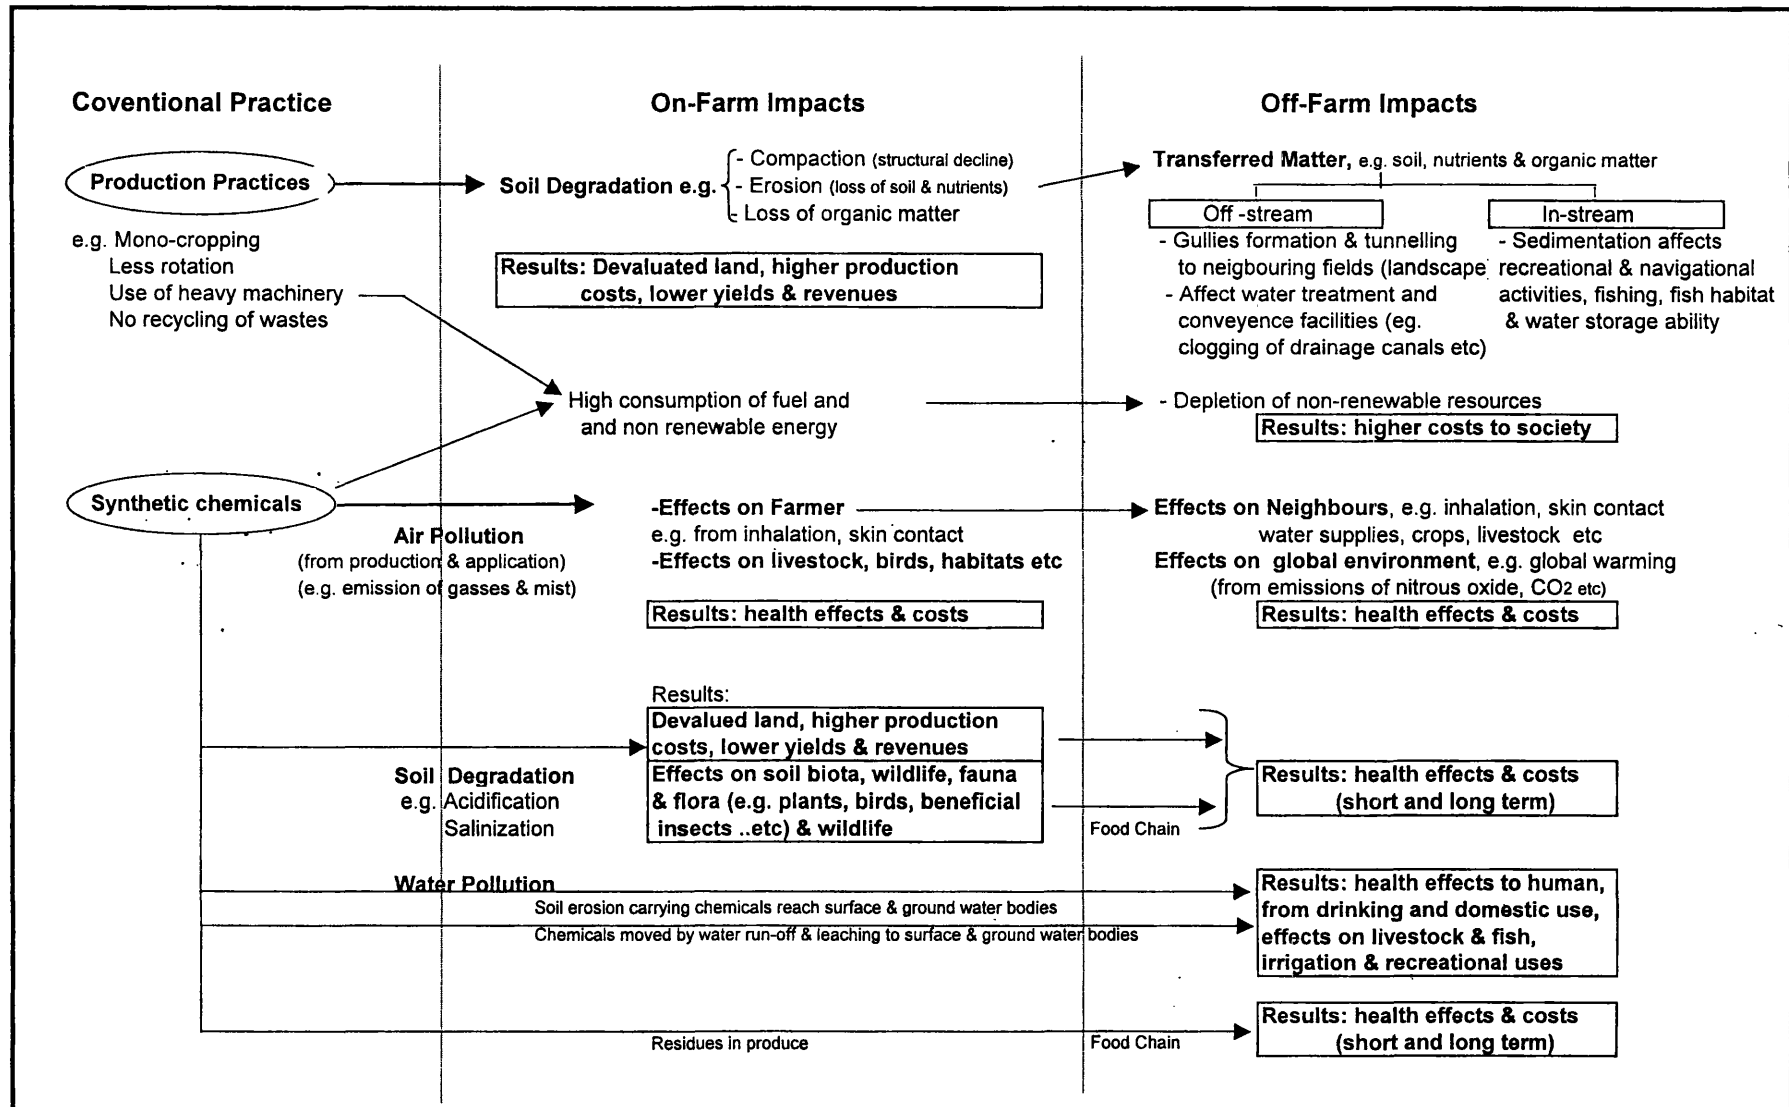 Coventional Practice
On-Farm Impacts
Off-Farm Impacts
Production Practices
e.g. Mono-cropping
Less rotation
Use of heavy machinery
No recycling of wastes
Soil Degradation e.g.
- Compaction (structural decline)
- Erosion (loss of soil & nutrients)
- Loss of organic matter
Results: Devaluated land, higher production
costs, lower yields & revenues
Transferred Matter, e.g. soil, nutrients & organic matter
Off -stream
- Gullies formation & tunnelling
to neigbouring fields (landscape
- Affect water treatment and
conveyence facilities (eg.
clogging of drainage canals etc)
In-stream
- Sedimentation affects
recreational & navigational
activities, fishing, fish habitat
& water storage ability
High consumption of fuel and
and non renewable energy
- Depletion of non-renewable resources
Results: higher costs to society
Synthetic chemicals
Air Pollution
(from production & application)
(e.g. emission of gasses & mist)
-Effects on Farmer
e.g. from inhalation, skin contact
-Effects on livestock, birds, habitats etc
Results: health effects & costs
Effects on Neighbours, e.g. inhalation, skin contact
water supplies, crops, livestock etc
Effects on global environment, e.g. global warming
(from emissions of nitrous oxide, CO2 etc)
Results: health effects & costs
Soil Degradation
e.g. Acidification
Salinization
Results:
Devalued land, higher production
costs, lower yields & revenues
Effects on soil biota, wildlife, fauna
& flora (e.g. plants, birds, beneficial
insects ..etc) & wildlife
Food Chain
Results: health effects & costs
(short and long term)
Water Pollution
Soil erosion carrying chemicals reach surface & ground water bodies
Chemicals moved by water run-off & leaching to surface & ground water bodies
Results: health effects to human,
from drinking and domestic use,
effects on livestock & fish,
irrigation & recreational uses
Residues in produce
Food Chain
Results: health effects & costs
(short and long term)